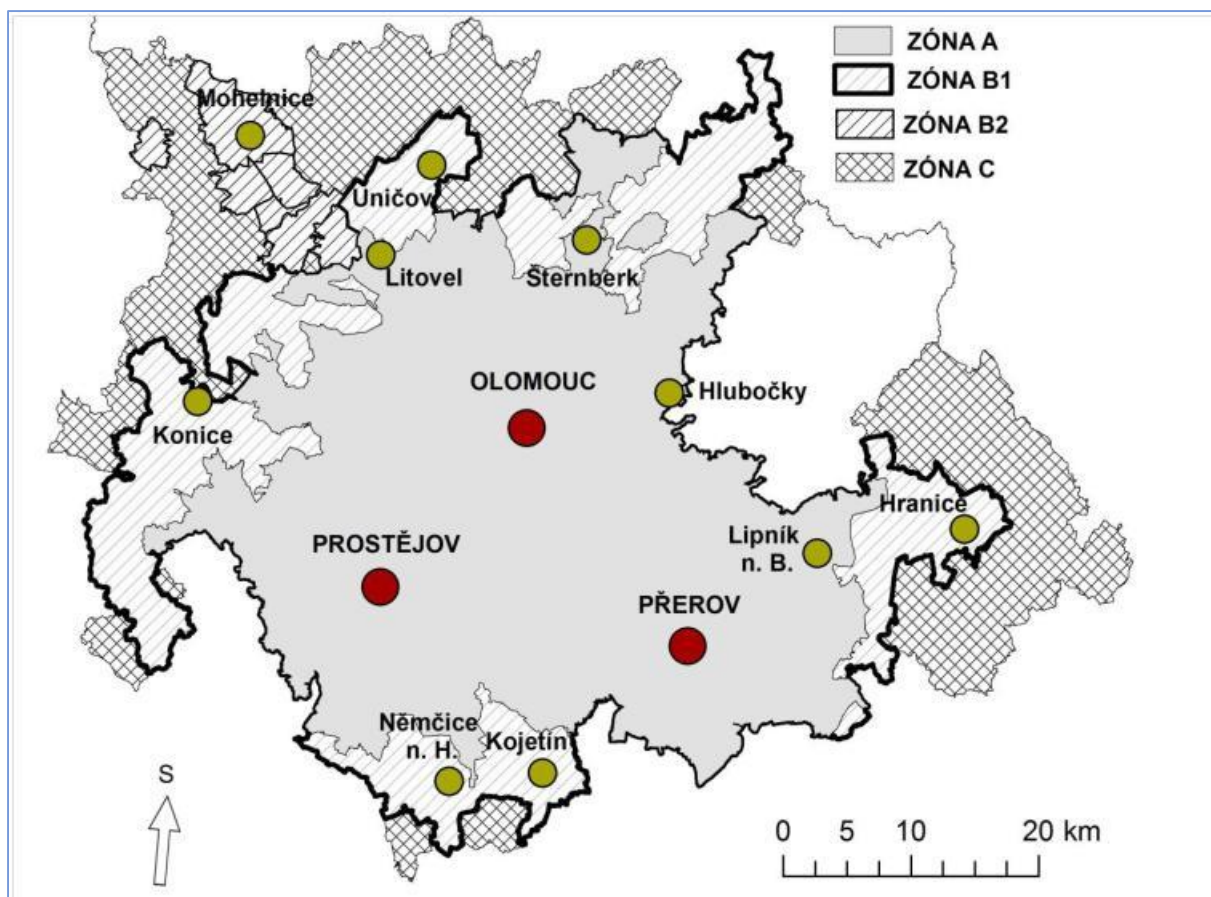 ZÓNA A
ZÓNA B1
ZÓNA B2
ZÓNA C
Mohelnice
Uničov
Litovel
Šternberk
OLOMOUC
Hlubočky
Konice
Hranice
PROSTĚJOV
Lipník
n. B.
PŘEROV
Němčice
n. H.
Kojetín
S
0 5 10 20 km